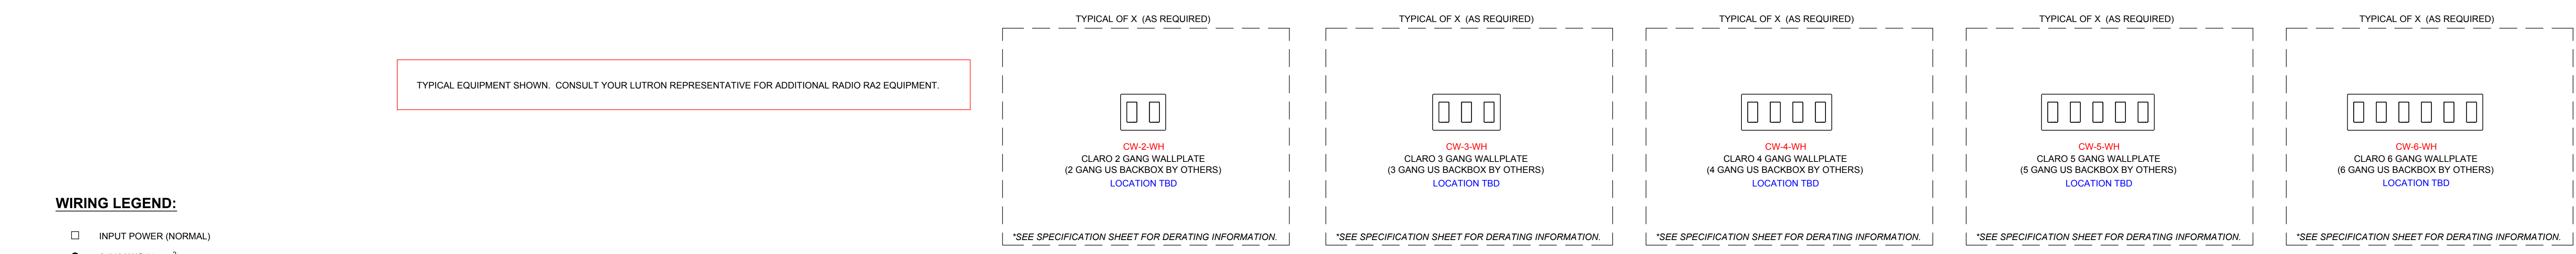 TYPICAL EQUIPMENT SHOWN.  CONSULT YOUR LUTRON REPRESENTATIVE FOR ADDITIONAL RADIO RA2 EQUIPMENT.
TYPICAL OF X  (AS REQUIRED)
CW-2-WH
CLARO 2 GANG WALLPLATE
(2 GANG US BACKBOX BY OTHERS)
LOCATION TBD
*SEE SPECIFICATION SHEET FOR DERATING INFORMATION.
TYPICAL OF X  (AS REQUIRED)
CW-3-WH
CLARO 3 GANG WALLPLATE
(3 GANG US BACKBOX BY OTHERS)
LOCATION TBD
*SEE SPECIFICATION SHEET FOR DERATING INFORMATION.
TYPICAL OF X  (AS REQUIRED)
CW-4-WH
CLARO 4 GANG WALLPLATE
(4 GANG US BACKBOX BY OTHERS)
LOCATION TBD
*SEE SPECIFICATION SHEET FOR DERATING INFORMATION.
TYPICAL OF X  (AS REQUIRED)
CW-5-WH
CLARO 5 GANG WALLPLATE
(5 GANG US BACKBOX BY OTHERS)
LOCATION TBD
*SEE SPECIFICATION SHEET FOR DERATING INFORMATION.
TYPICAL OF X  (AS REQUIRED)
CW-6-WH
CLARO 6 GANG WALLPLATE
(6 GANG US BACKBOX BY OTHERS)
LOCATION TBD
*SEE SPECIFICATION SHEET FOR DERATING INFORMATION.
WIRING LEGEND:
INPUT POWER (NORMAL)